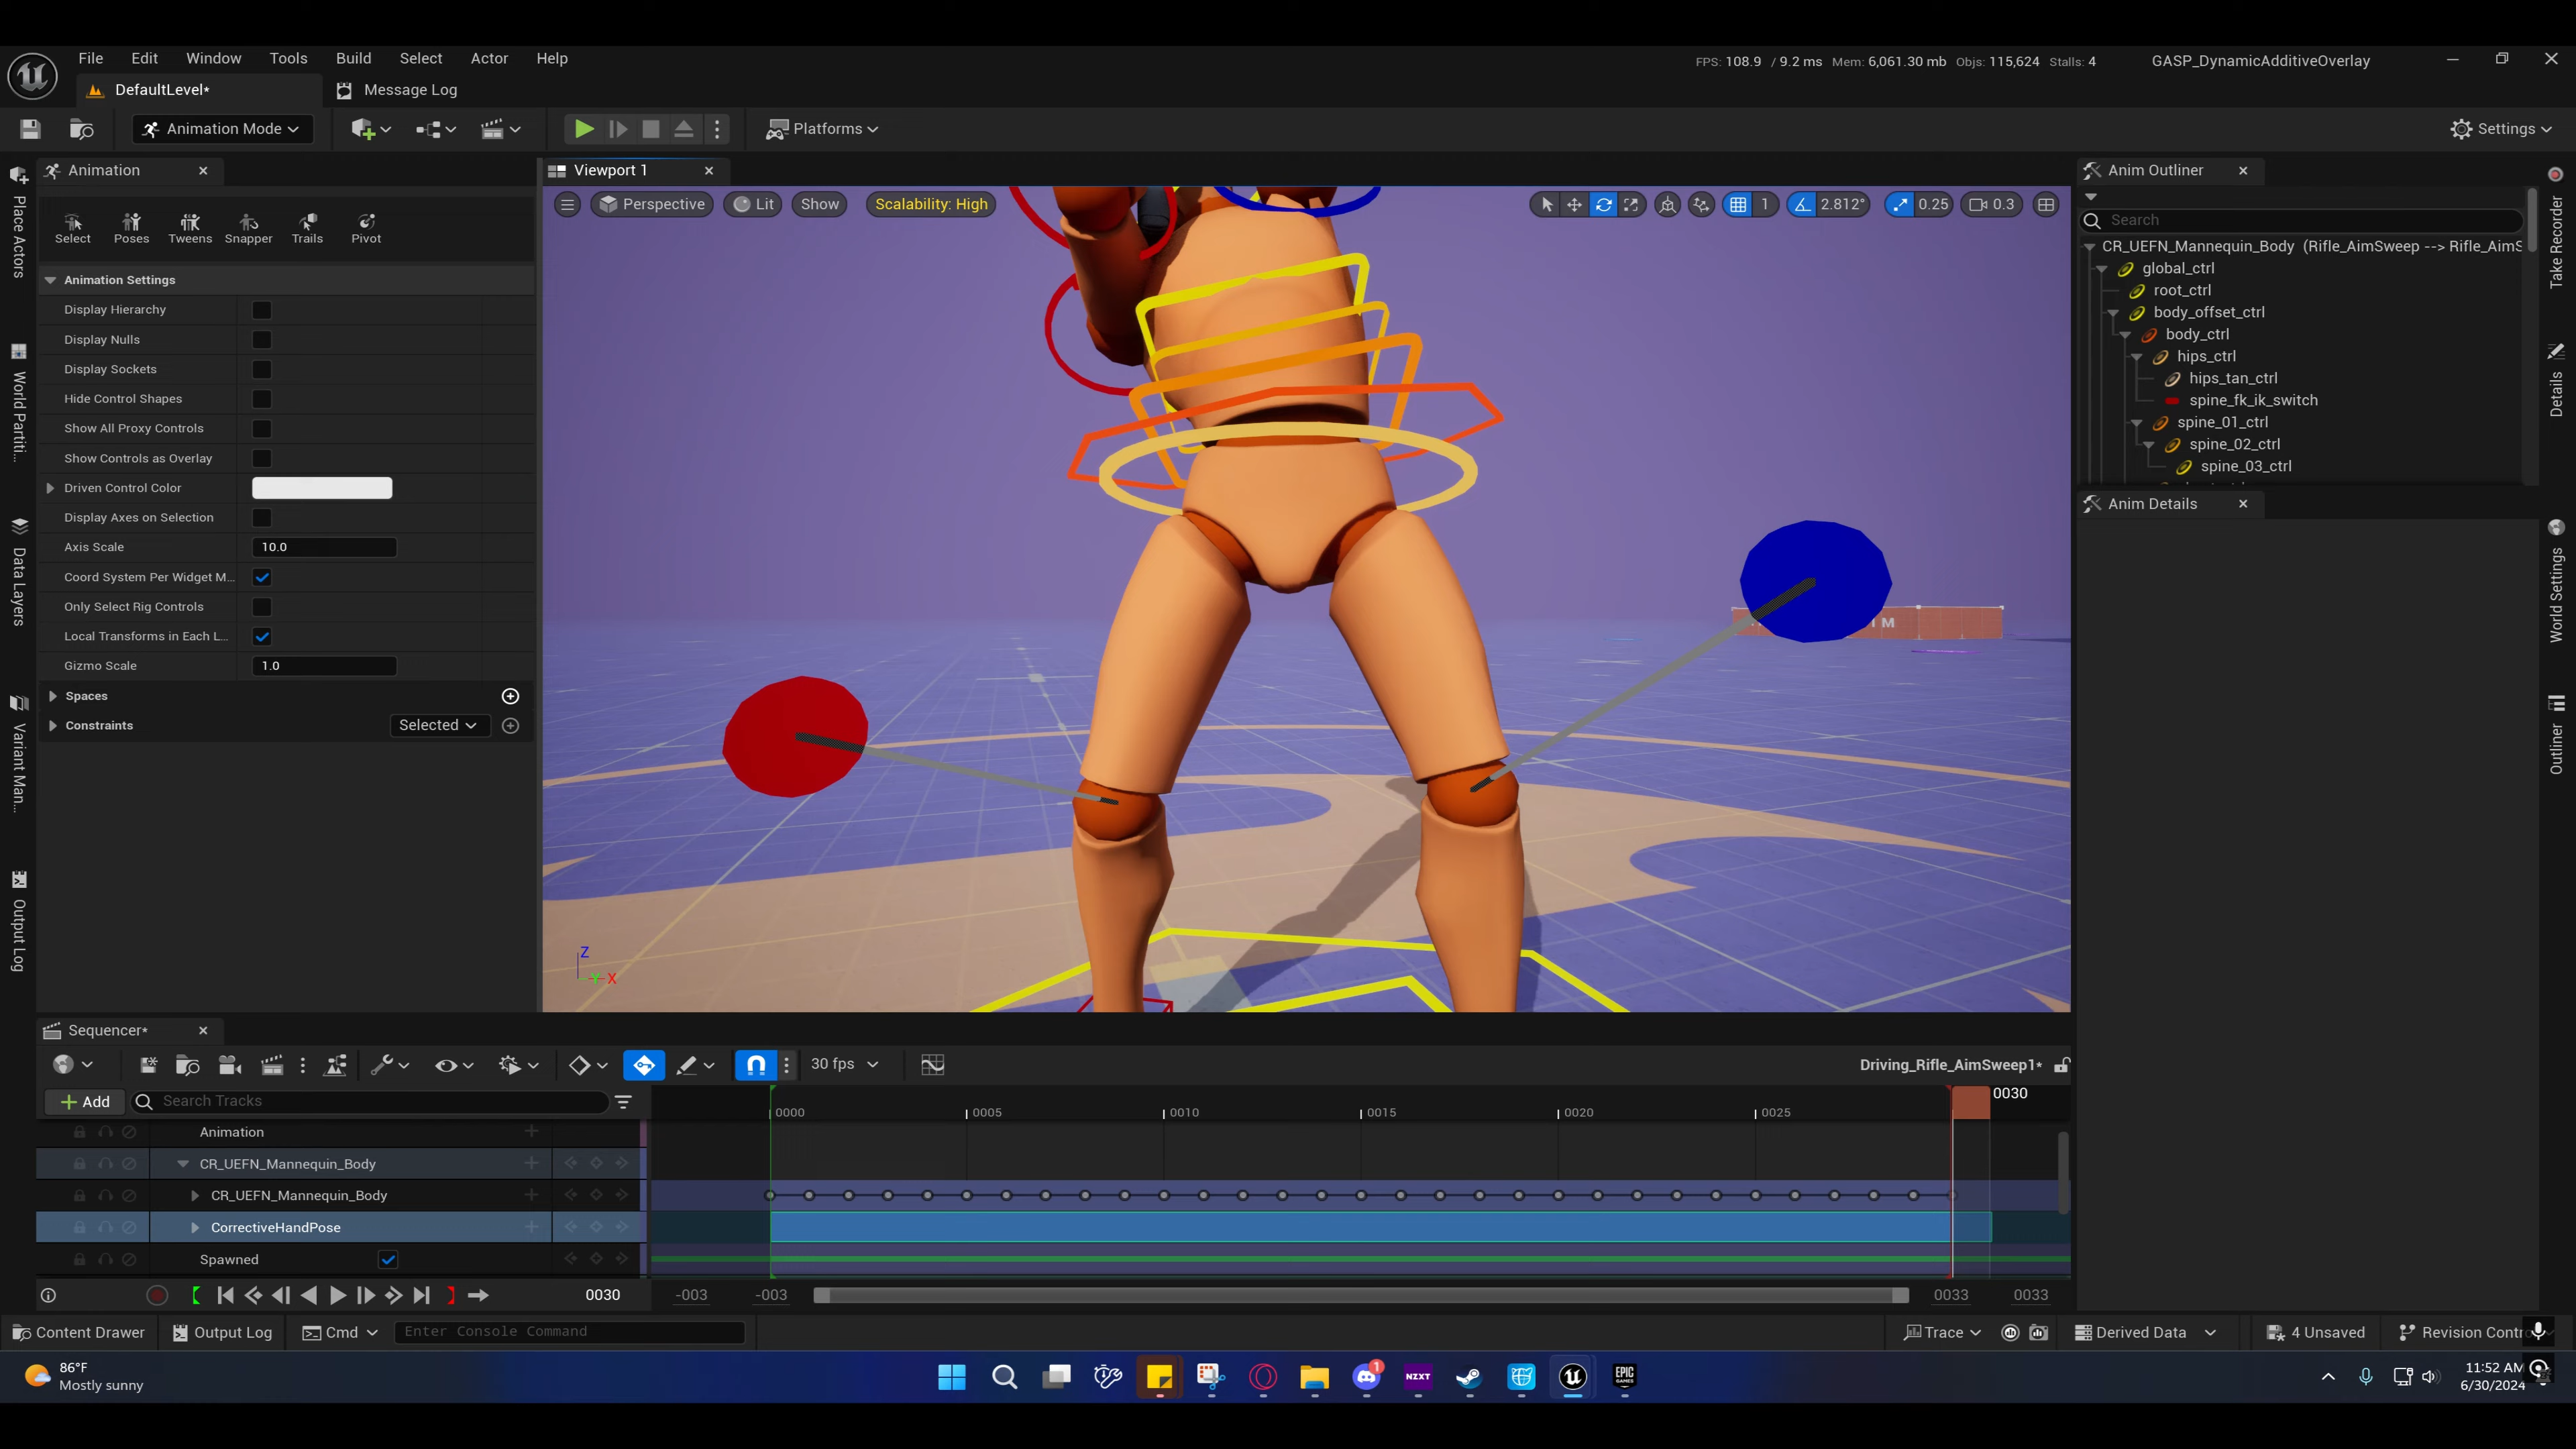 File Edit Window Tools Build Select Actor Help
FPS: 108.9 / 9.2 ms Mem: 6,061.30 mb Objs: 115,624 Stalls: 4
GASP_DynamicAdditiveOverlay
DefaultLevel* Message Log
Animation Mode Platforms Settings
Animation
Viewport 1
Anim Outliner
Select Poses Tweens Snapper Trails Pivot
Perspective Lit Show Scalability: High
1 2.812° 0.25 0.3
Search
Animation Settings
Display Hierarchy
Display Nulls
Display Sockets
Hide Control Shapes
Show All Proxy Controls
Show Controls as Overlay
Driven Control Color
Display Axes on Selection
Axis Scale 10.0
Coord System Per Widget M...
Only Select Rig Controls
Local Transforms in Each L...
Gizmo Scale 1.0
Spaces
Constraints Selected
CR_UEFN_Mannequin_Body (Rifle_AimSweep --> Rifle_AimS
global_ctrl
root_ctrl
body_offset_ctrl
body_ctrl
hips_ctrl
hips_tan_ctrl
spine_fk_ik_switch
spine_01_ctrl
spine_02_ctrl
spine_03_ctrl
Anim Details
Place Actors
World Partiti...
Data Layers
Variant Man...
Output Log
Take Recorder
Details
World Settings
Outliner
Z
Y X
Sequencer*
30 fps
Driving_Rifle_AimSweep1*
Add Search Tracks
0000 0005 0010 0015 0020 0025 0030
Animation
CR_UEFN_Mannequin_Body
CR_UEFN_Mannequin_Body
CorrectiveHandPose
Spawned
0030 -003 -003 0033 0033
Content Drawer Output Log Cmd Enter Console Command
Trace Derived Data 4 Unsaved Revision Contr
86°F
Mostly sunny
1
NZXT
EPIC
GAMES
11:52 AM
6/30/2024